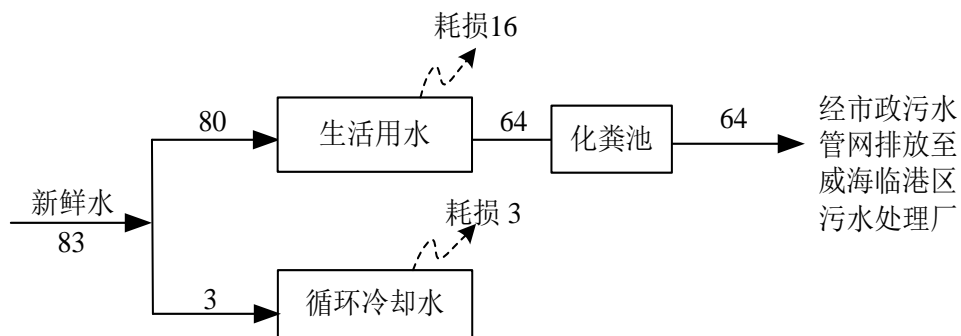 耗损16
80
生活用水
64
化粪池
64
经市政污水
管网排放至
威海临港区
污水处理厂
新鲜水
83
耗损 3
3
循环冷却水